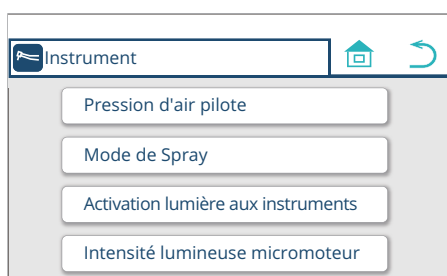 Instrument
Pression d'air pilote
Mode de Spray
Activation lumière aux instruments
Intensité lumineuse micromoteur